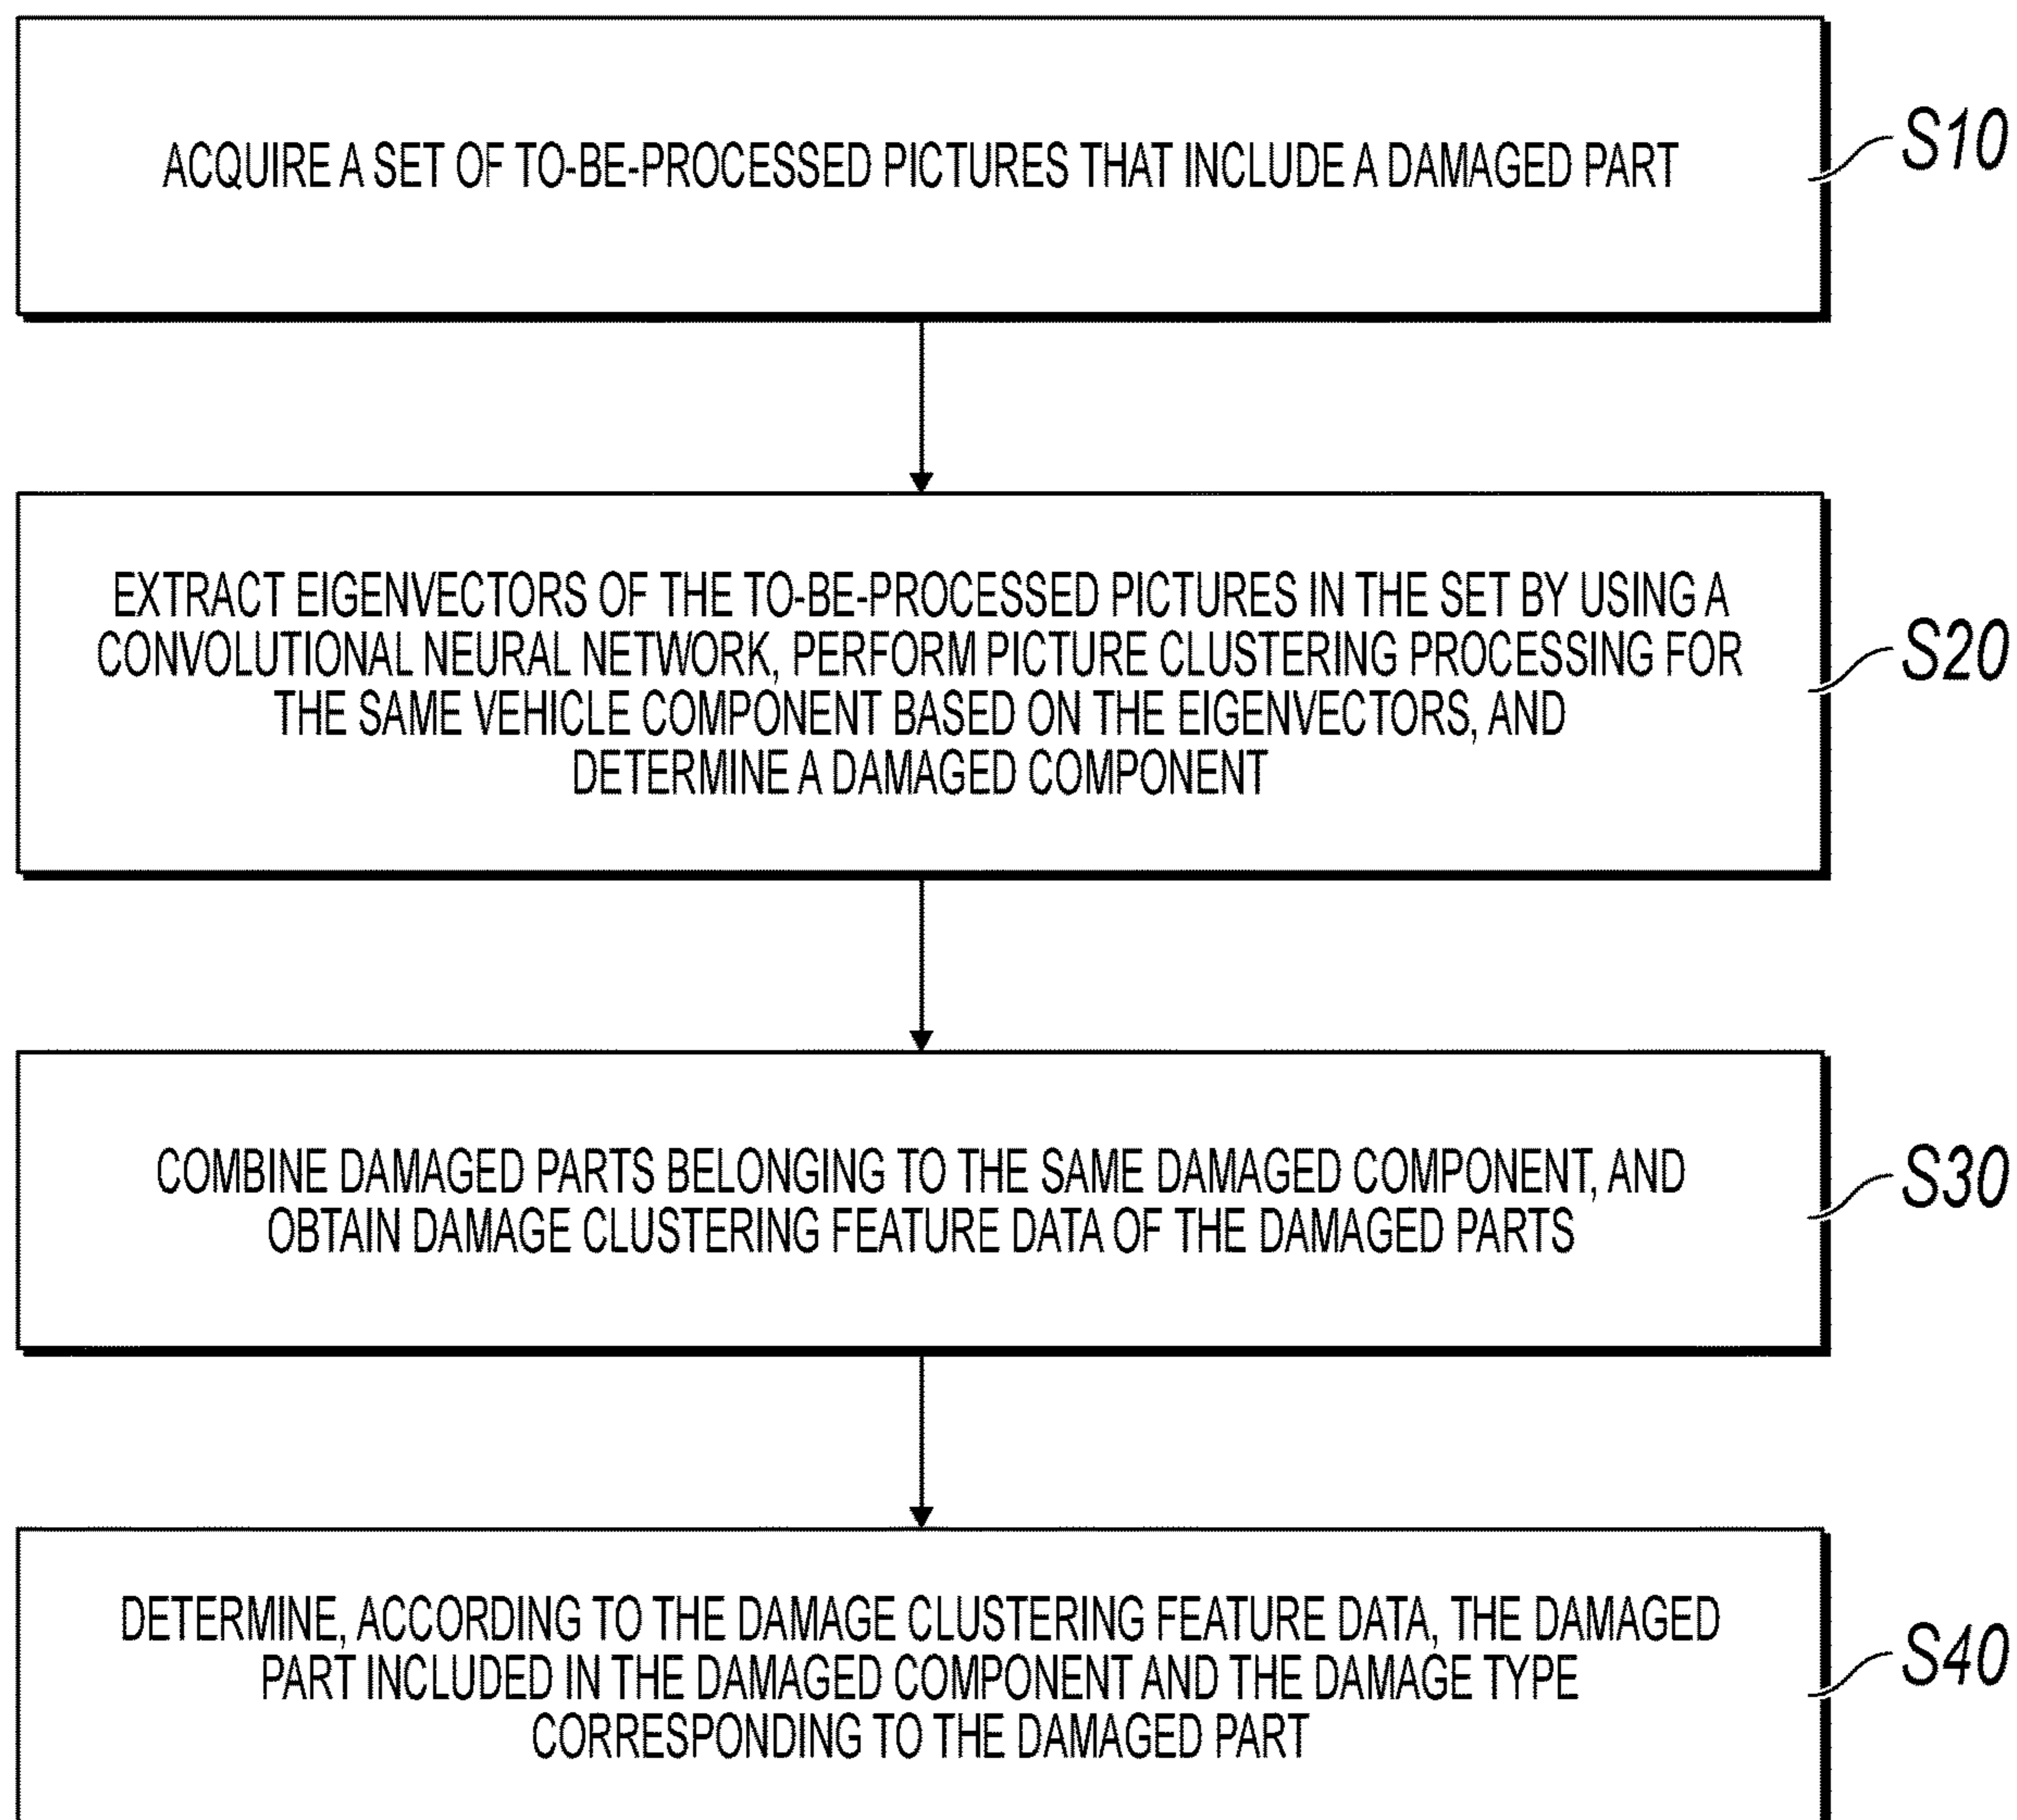 ACQUIRE A SET OF TO-BE-PROCESSED PICTURES THAT INCLUDE A DAMAGED PART
S10
EXTRACT EIGENVECTORS OF THE TO-BE-PROCESSED PICTURES IN THE SET BY USING A
CONVOLUTIONAL NEURAL NETWORK, PERFORM PICTURE CLUSTERING PROCESSING FOR
THE SAME VEHICLE COMPONENT BASED ON THE EIGENVECTORS, AND
DETERMINE A DAMAGED COMPONENT
S20
COMBINE DAMAGED PARTS BELONGING TO THE SAME DAMAGED COMPONENT, AND
OBTAIN DAMAGE CLUSTERING FEATURE DATA OF THE DAMAGED PARTS
S30
DETERMINE, ACCORDING TO THE DAMAGE CLUSTERING FEATURE DATA, THE DAMAGED
PART INCLUDED IN THE DAMAGED COMPONENT AND THE DAMAGE TYPE
CORRESPONDING TO THE DAMAGED PART
S40